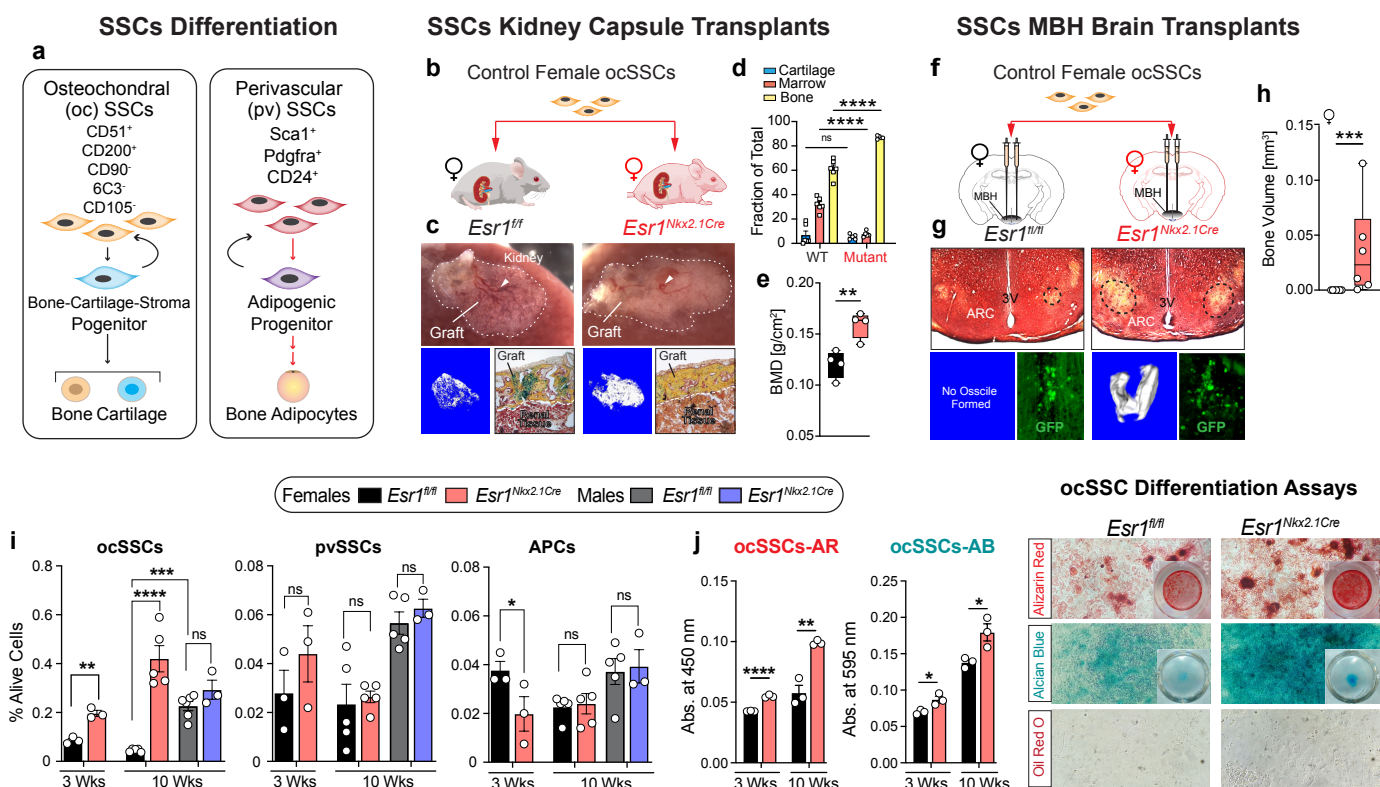 SSCs Differentiation
SSCs Kidney Capsule Transplants
SSCs MBH Brain Transplants
a
Osteochondral
(oc) SSCs
CD51⁺
CD200⁺
CD90⁻
6C3⁻
CD105⁻
Bone-Cartilage-Stroma
Pogenitor
Bone Cartilage
Perivascular
(pv) SSCs
Sca1⁺
Pdgfra⁺
CD24⁺
Adipogenic
Progenitor
Bone Adipocytes
b
Control Female ocSSCs
♀
♀
Esr1ᶠ/ᶠ
Esr1ᴺᵏˣ²·¹ᶜʳᵉ
c
Kidney
Graft
Graft
Graft
Renal
Tissue
Graft
Renal
Tissue
d
Cartilage
Marrow
Bone
****
****
ns
Fraction of Total
100
80
60
40
20
0
WT
Mutant
e
**
BMD [g/cm²]
0.20
0.15
0.10
0.05
f
Control Female ocSSCs
♀
♀
MBH
MBH
Esr1ᶠˡ/ᶠˡ
Esr1ᴺᵏˣ²·¹ᶜʳᵉ
g
3V
ARC
3V
ARC
No Osscile
Formed
GFP
GFP
h
♀
***
Bone Volume [mm³]
0.15
0.10
0.05
0.00
Females Esr1ᶠˡ/ᶠˡ Esr1ᴺᵏˣ²·¹ᶜʳᵉ Males Esr1ᶠˡ/ᶠˡ Esr1ᴺᵏˣ²·¹ᶜʳᵉ
i
ocSSCs
% Alive Cells
0.8
0.6
0.4
0.2
0.0
**
***
****
ns
3 Wks
10 Wks
pvSSCs
0.08
0.06
0.04
0.02
0.00
ns
ns
ns
3 Wks
10 Wks
APCs
0.08
0.06
0.04
0.02
0.00
*
ns
ns
3 Wks
10 Wks
j
ocSSCs-AR
Abs. at 450 nm
0.15
0.10
0.05
0.00
****
**
3 Wks
10 Wks
ocSSCs-AB
Abs. at 595 nm
0.25
0.20
0.15
0.10
0.05
0.00
*
*
3 Wks
10 Wks
ocSSC Differentiation Assays
Esr1ᶠˡ/ᶠˡ
Esr1ᴺᵏˣ²·¹ᶜʳᵉ
Alizarin Red
Alcian Blue
Oil Red O